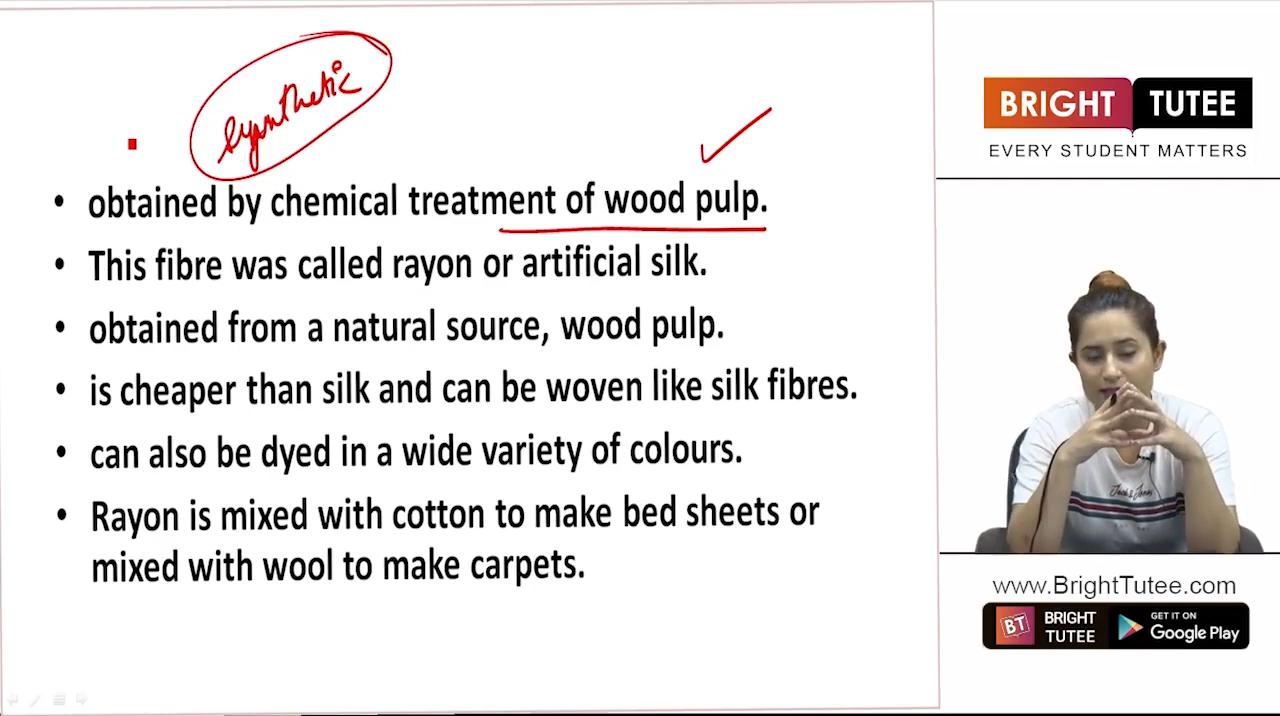 synthetic
• obtained by chemical treatment of wood pulp.
• This fibre was called rayon or artificial silk.
• obtained from a natural source, wood pulp.
• is cheaper than silk and can be woven like silk fibres.
• can also be dyed in a wide variety of colours.
• Rayon is mixed with cotton to make bed sheets or
mixed with wool to make carpets.
BRIGHT TUTEE
EVERY STUDENT MATTERS
Jack & Jones
www.BrightTutee.com
BT BRIGHT TUTEE
GET IT ON
Google Play